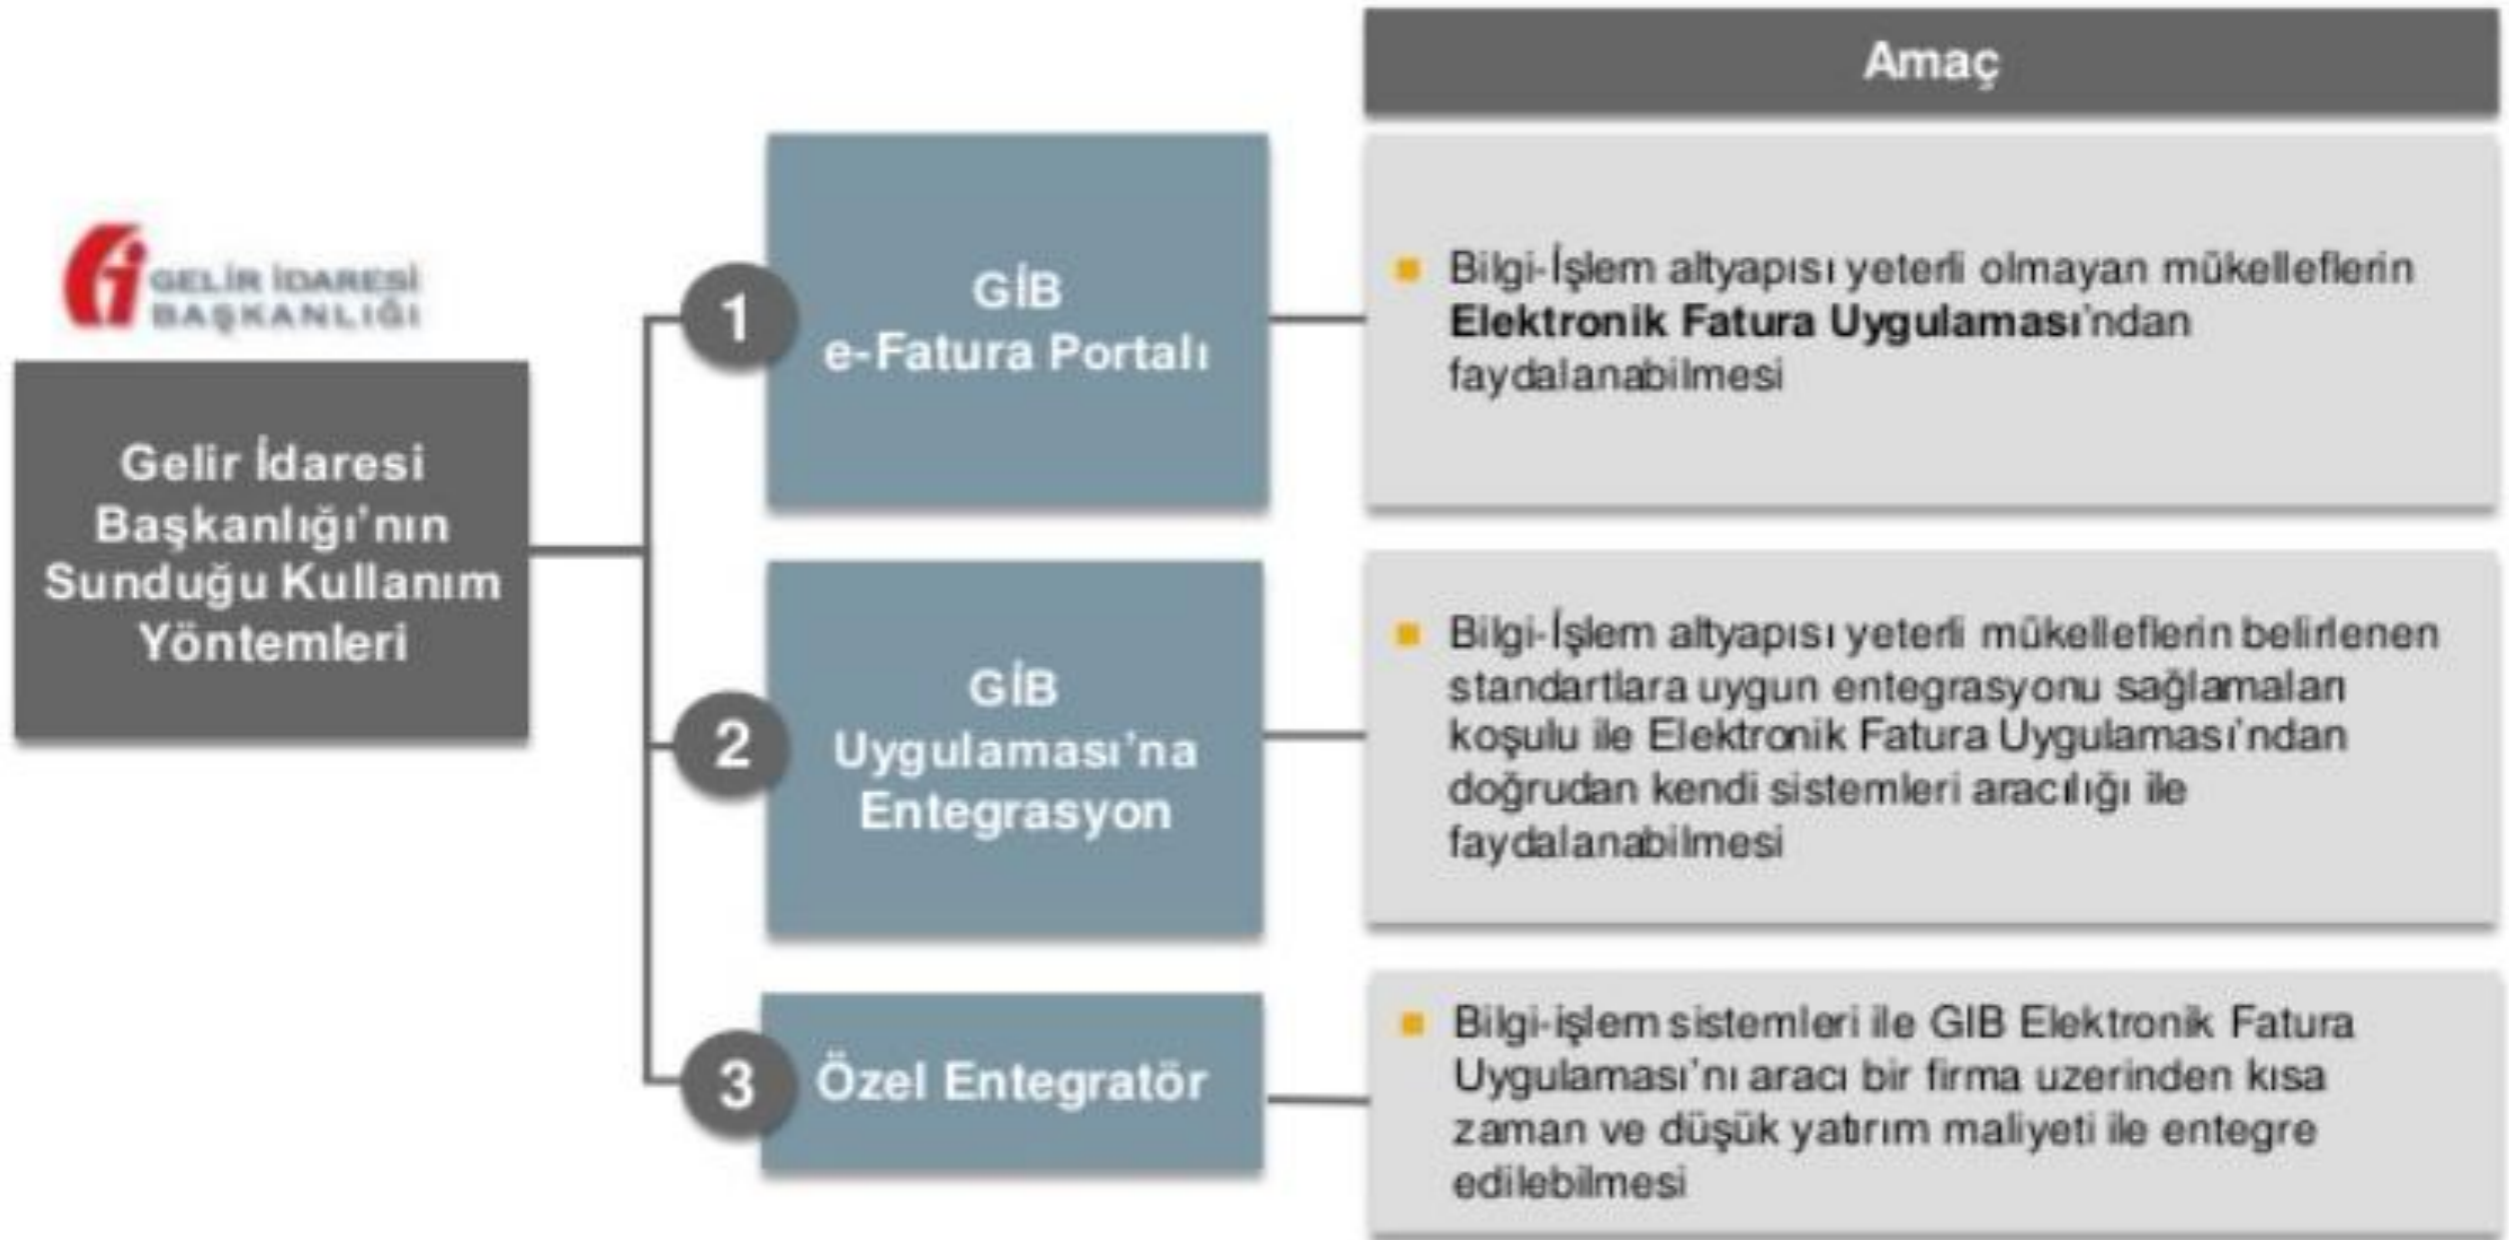 Amaç
GELİR İDARESİ
BAŞKANLIĞI
Gelir İdaresi
Başkanlığı'nın
Sunduğu Kullanım
Yöntemleri
1
GİB
e-Fatura Portalı
Bilgi-İşlem altyapısı yeterli olmayan mükelleflerin
Elektronik Fatura Uygulaması'ndan
faydalanabilmesi
2
GİB
Uygulaması'na
Entegrasyon
Bilgi-İşlem altyapısı yeterli mükelleflerin belirlenen
standartlara uygun entegrasyonu sağlamaları
koşulu ile Elektronik Fatura Uygulaması'ndan
doğrudan kendi sistemleri aracılığı ile
faydalanabilmesi
3
Özel Entegratör
Bilgi-işlem sistemleri ile GIB Elektronik Fatura
Uygulaması'nı aracı bir firma uzerinden kısa
zaman ve düşük yatırım maliyeti ile entegre
edilebilmesi